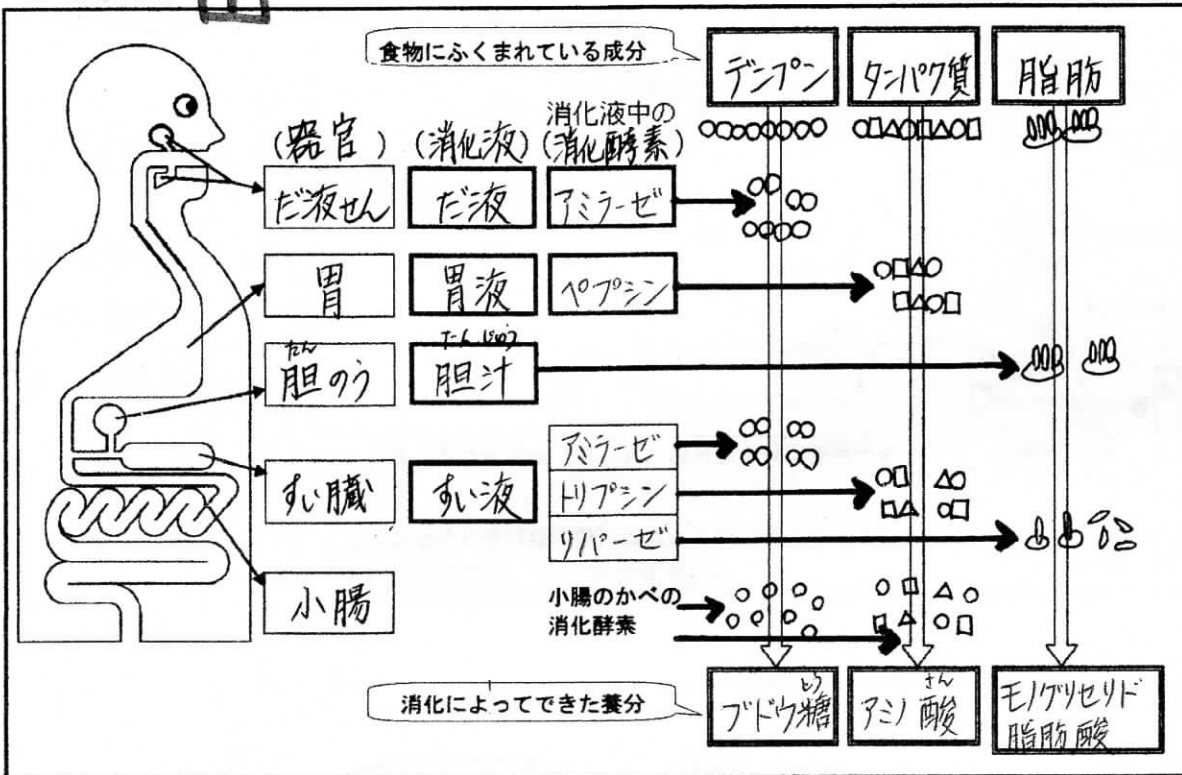 食物にふくまれている成分
デンプン
タンパク質
脂肪
(器官)
(消化液)
消化液中の
(消化酵素)
だ液せん
だ液
アミラーゼ
胃
胃液
ペプシン
たん
胆のう
たんじゅう
胆汁
すい臓
すい液
アミラーゼ
トリプシン
リパーゼ
小腸
小腸のかべの
消化酵素
消化によってできた養分
とう
ブドウ糖
さん
アミノ酸
モノグリセリド
脂肪酸